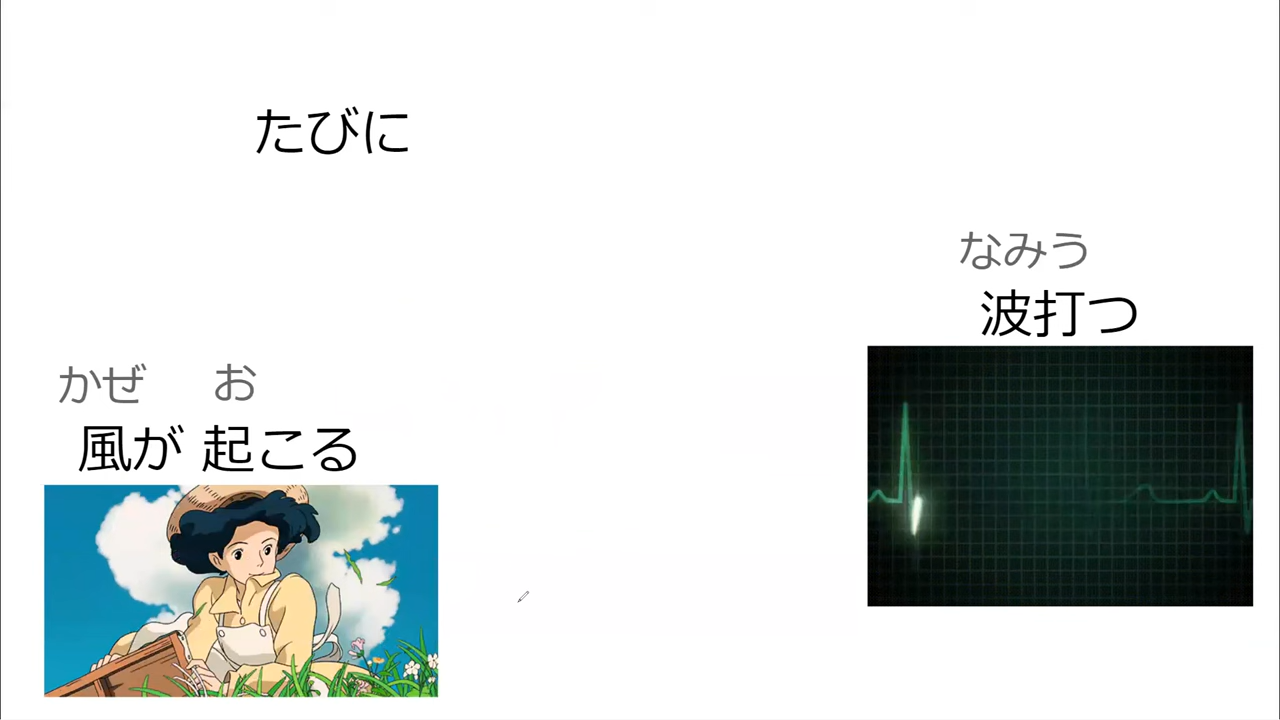 たびに
なみう
波打つ
かぜ お
風が 起こる